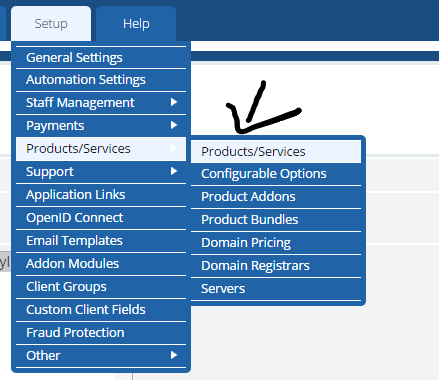 Setup
Help
General Settings
Automation Settings
Staff Management
Payments
Products/Services
Support
Application Links
OpenID Connect
Email Templates
Addon Modules
Client Groups
Custom Client Fields
Fraud Protection
Other
Products/Services
Configurable Options
Product Addons
Product Bundles
Domain Pricing
Domain Registrars
Servers
yl